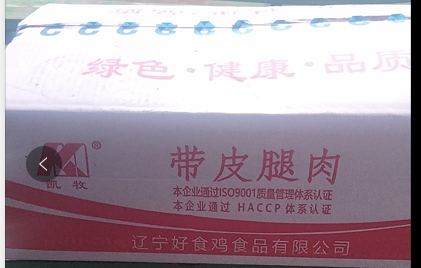 绿色·健康·品质
凯牧®
带皮腿肉
本企业通过ISO9001质量管理体系认证
本企业通过 HACCP 体系认证
辽宁好食鸡食品有限公司